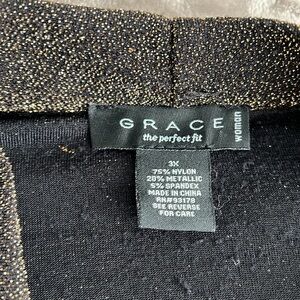 GRACE
the perfect fit
woman
3X
75% NYLON
20% METALLIC
5% SPANDEX
MADE IN CHINA
RN#93178
SEE REVERSE
FOR CARE